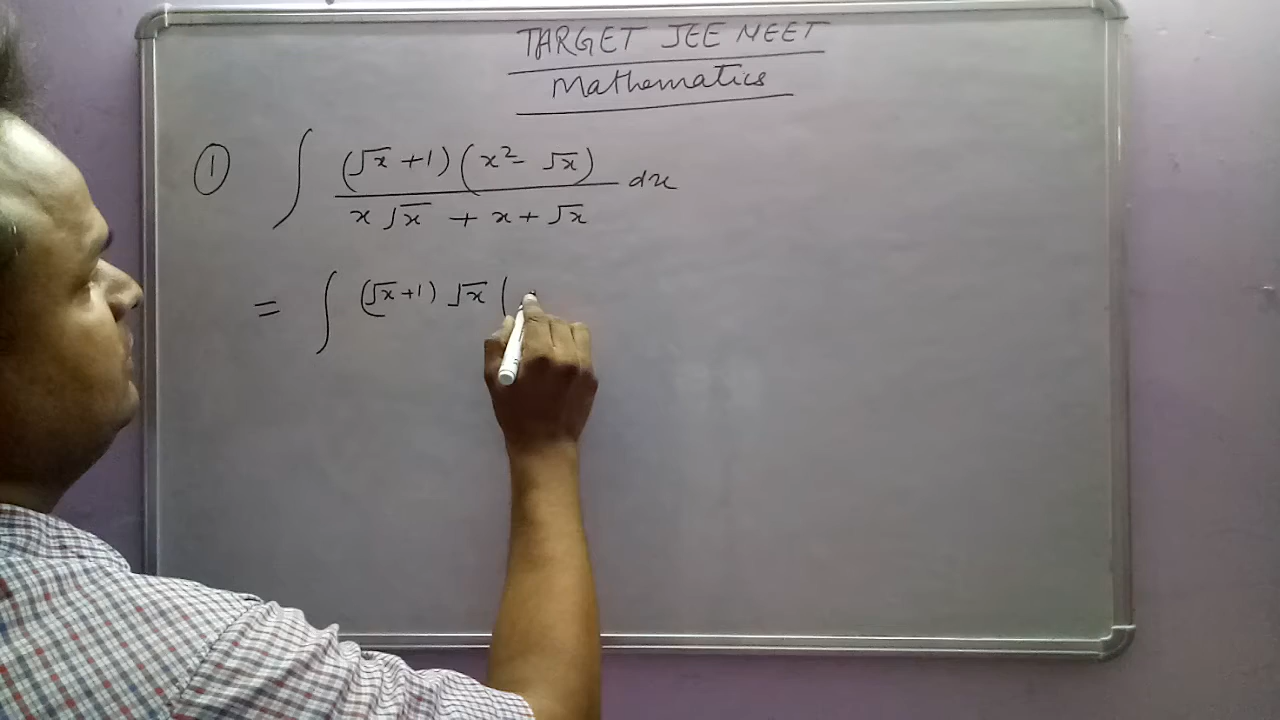 TARGET JEE NEET
Mathematics
① ∫ (√x + 1)(x² - √x) / x√x + x + √x dx
= ∫ (√x + 1) √x (